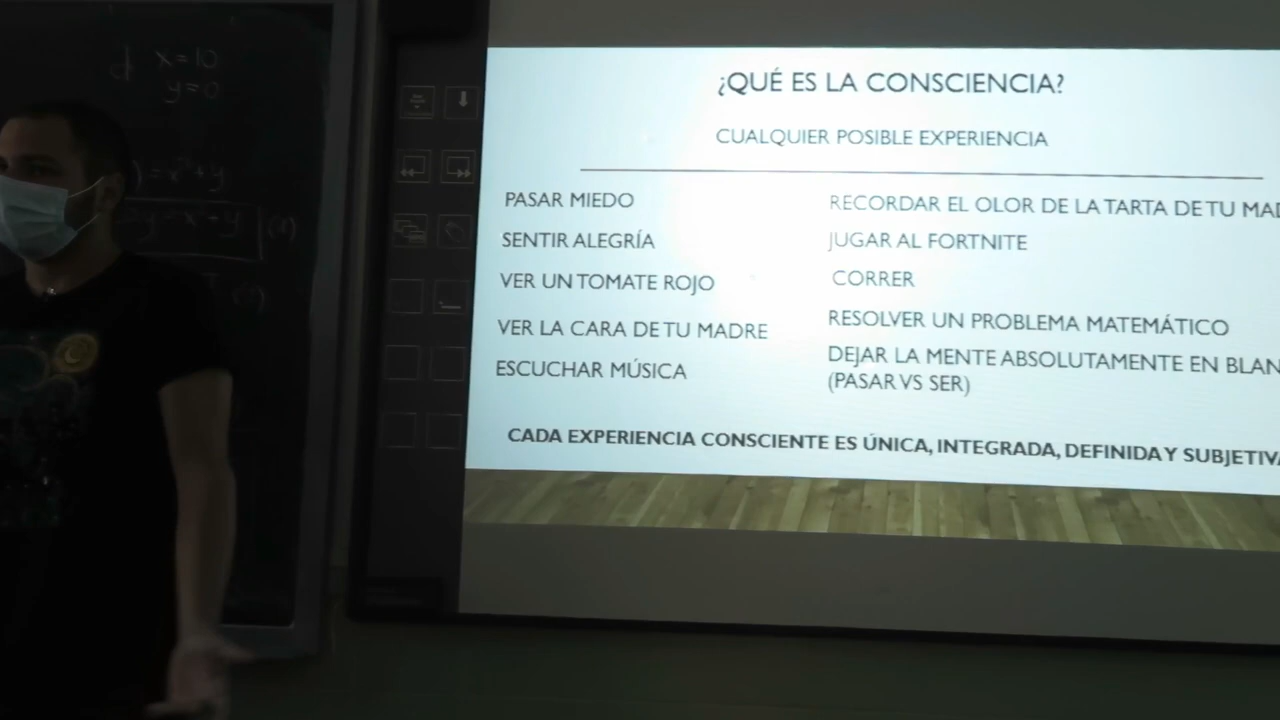 x=10
y=0
¿QUÉ ES LA CONSCIENCIA?
CUALQUIER POSIBLE EXPERIENCIA
PASAR MIEDO
SENTIR ALEGRÍA
VER UN TOMATE ROJO
VER LA CARA DE TU MADRE
ESCUCHAR MÚSICA
RECORDAR EL OLOR DE LA TARTA DE TU
JUGAR AL FORTNITE
CORRER
RESOLVER UN PROBLEMA MATEMÁTICO
DEJAR LA MENTE ABSOLUTAMENTE EN
(PASAR VS SER)
CADA EXPERIENCIA CONSCIENTE ES ÚNICA, INTEGRADA, DEFINIDA Y